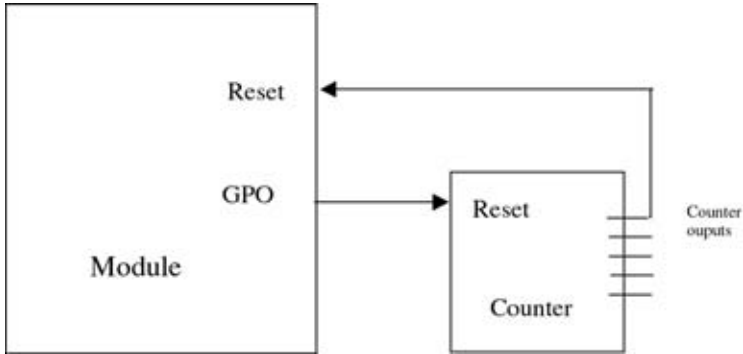 Reset
GPO
Module
Reset
Counter
Counter
ouputs